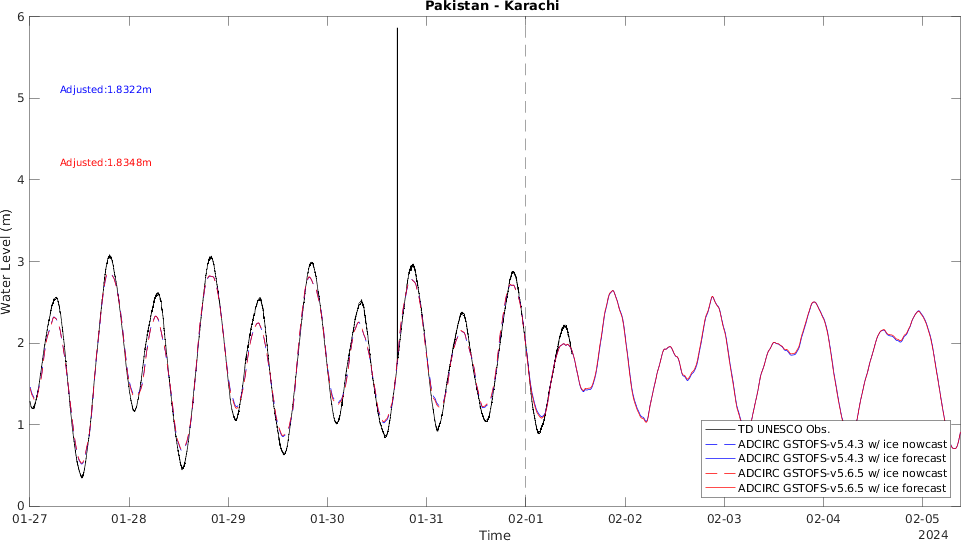 Pakistan - Karachi
6
5
4
3
2
1
0
Water Level (m)
Adjusted:1.8322m
Adjusted:1.8348m
TD UNESCO Obs.
ADCIRC GSTOFS-v5.4.3 w/ ice nowcast
ADCIRC GSTOFS-v5.4.3 w/ ice forecast
ADCIRC GSTOFS-v5.6.5 w/ ice nowcast
ADCIRC GSTOFS-v5.6.5 w/ ice forecast
01-27 01-28 01-29 01-30 01-31 02-01 02-02 02-03 02-04 02-05
Time
2024